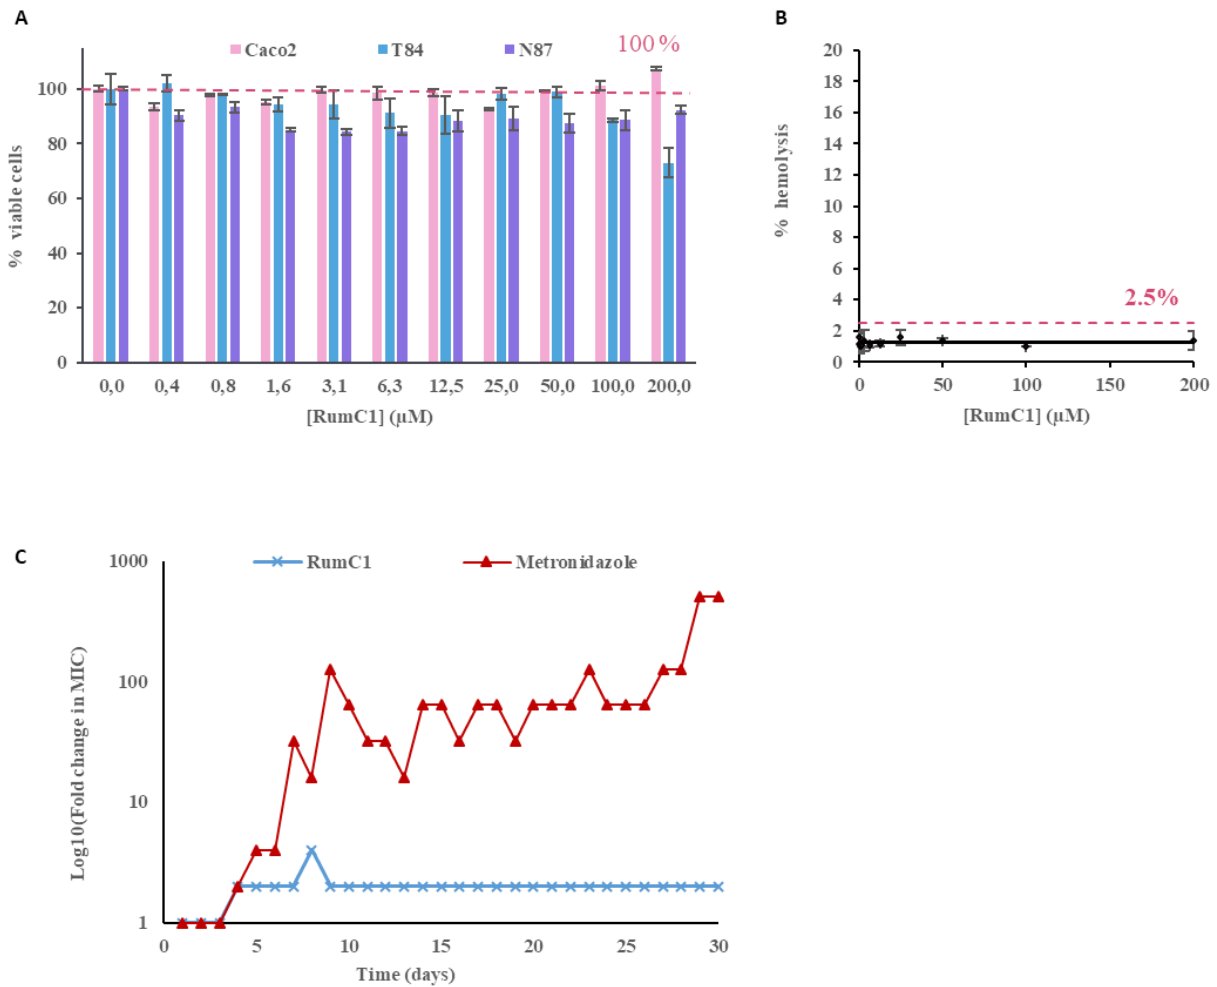 A
Caco2 T84 N87
100 %
100
80
60
40
20
0
% viable cells
0,0 0,4 0,8 1,6 3,1 6,3 12,5 25,0 50,0 100,0 200,0
[RumC1] (µM)
B
20
18
16
14
12
10
8
6
4
2
0
% hemolysis
2.5%
0 50 100 150 200
[RumC1] (µM)
C
RumC1 Metronidazole
1000
100
10
1
Log10(Fold change in MIC)
0 5 10 15 20 25 30
Time (days)